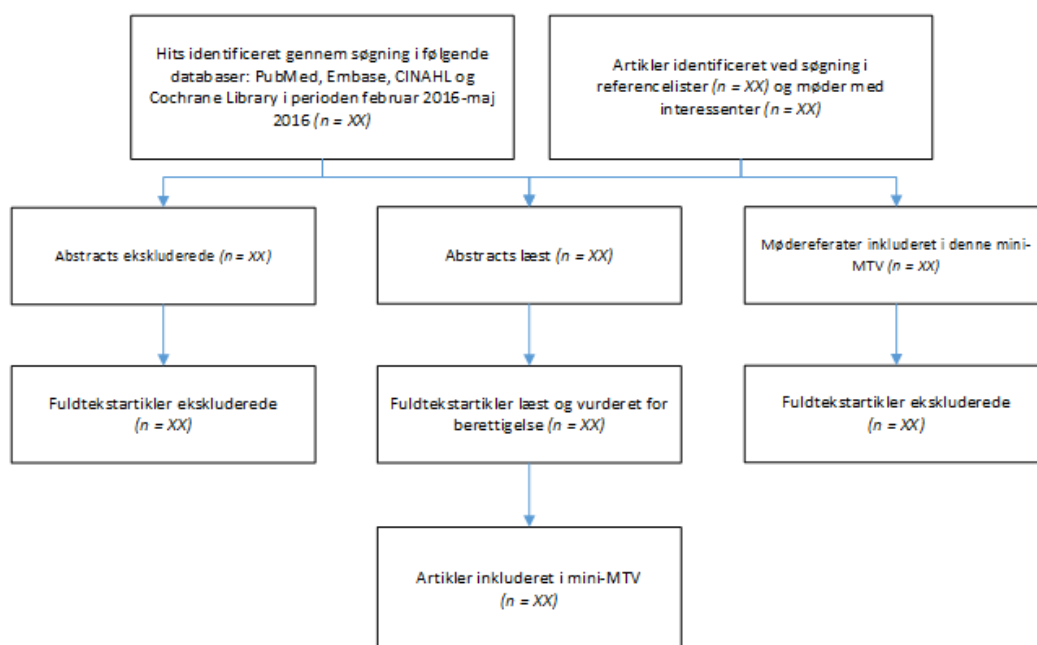 Hits identificeret gennem søgning i følgende
databaser: PubMed, Embase, CINAHL og
Cochrane Library i perioden februar 2016-maj
2016 (n = XX)
Artikler identificeret ved søgning i
referencelister (n = XX) og møder med
interessenter (n = XX)
Abstracts ekskluderede (n = XX)
Abstracts læst (n = XX)
Mødereferater inkluderet i denne mini-
MTV (n = XX)
Fuldtekstartikler ekskluderede
(n = XX)
Fuldtekstartikler læst og vurderet for
berettigelse (n = XX)
Fuldtekstartikler ekskluderede
(n = XX)
Artikler inkluderet i mini-MTV
(n = XX)